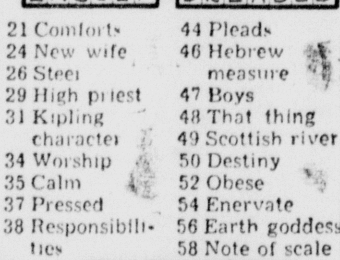 21 Comforts
24 New wife
26 Steer
29 High priest
31 Kipling
character
34 Worship
35 Calm
37 Pressed
38 Responsibili-
ties
44 Pleads
46 Hebrew
measure
47 Boys
48 That thing
49 Scottish river
50 Destiny
52 Obese
54 Enervate
56 Earth goddess
58 Note of scale